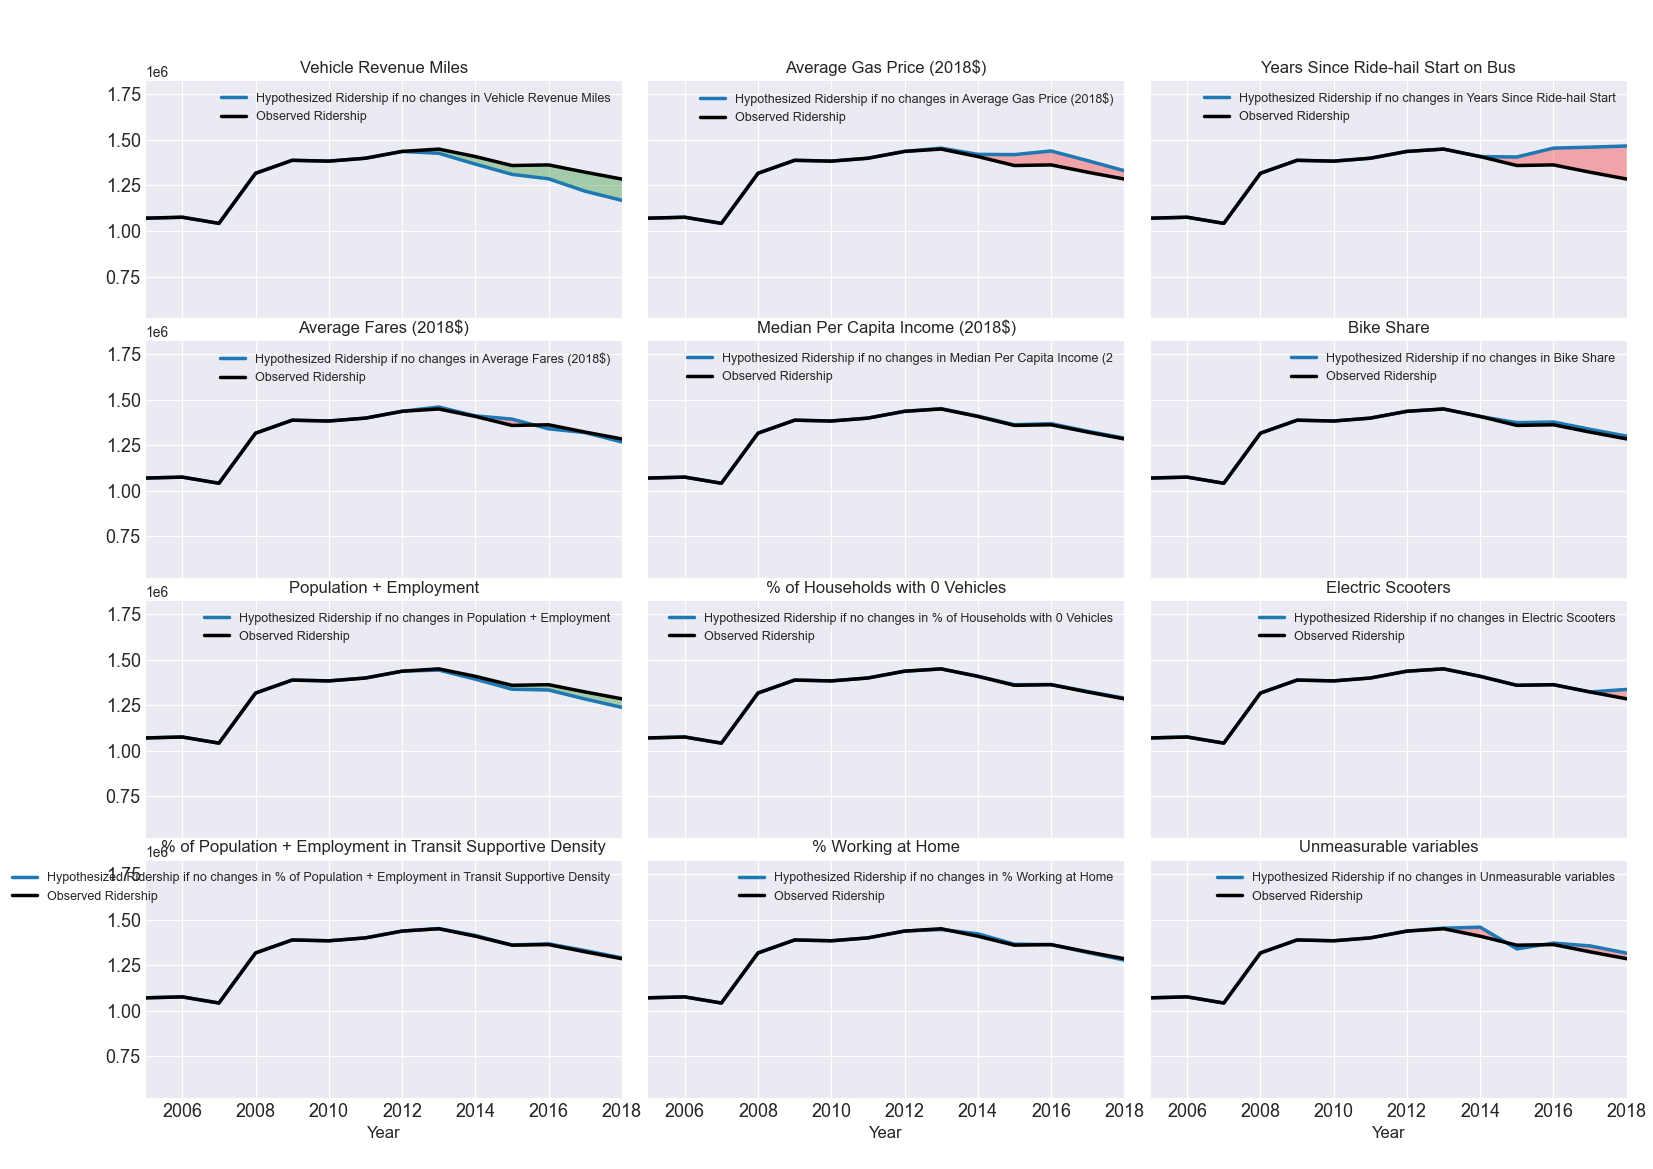 Vehicle Revenue Miles
1e6
Hypothesized Ridership if no changes in Vehicle Revenue Miles
Observed Ridership
1.75
1.50
1.25
1.00
0.75
Average Gas Price (2018$)
Hypothesized Ridership if no changes in Average Gas Price (2018$)
Observed Ridership
Years Since Ride-hail Start on Bus
Hypothesized Ridership if no changes in Years Since Ride-hail Start
Observed Ridership
Average Fares (2018$)
1e6
Hypothesized Ridership if no changes in Average Fares (2018$)
Observed Ridership
1.75
1.50
1.25
1.00
0.75
Median Per Capita Income (2018$)
Hypothesized Ridership if no changes in Median Per Capita Income (2
Observed Ridership
Bike Share
Hypothesized Ridership if no changes in Bike Share
Observed Ridership
Population + Employment
1e6
Hypothesized Ridership if no changes in Population + Employment
Observed Ridership
1.75
1.50
1.25
1.00
0.75
% of Households with 0 Vehicles
Hypothesized Ridership if no changes in % of Households with 0 Vehicles
Observed Ridership
Electric Scooters
Hypothesized Ridership if no changes in Electric Scooters
Observed Ridership
% of Population + Employment in Transit Supportive Density
1e6
Hypothesized Ridership if no changes in % of Population + Employment in Transit Supportive Density
Observed Ridership
1.75
1.50
1.25
1.00
0.75
2006 2008 2010 2012 2014 2016 2018
Year
% Working at Home
Hypothesized Ridership if no changes in % Working at Home
Observed Ridership
2006 2008 2010 2012 2014 2016 2018
Year
Unmeasurable variables
Hypothesized Ridership if no changes in Unmeasurable variables
Observed Ridership
2006 2008 2010 2012 2014 2016 2018
Year